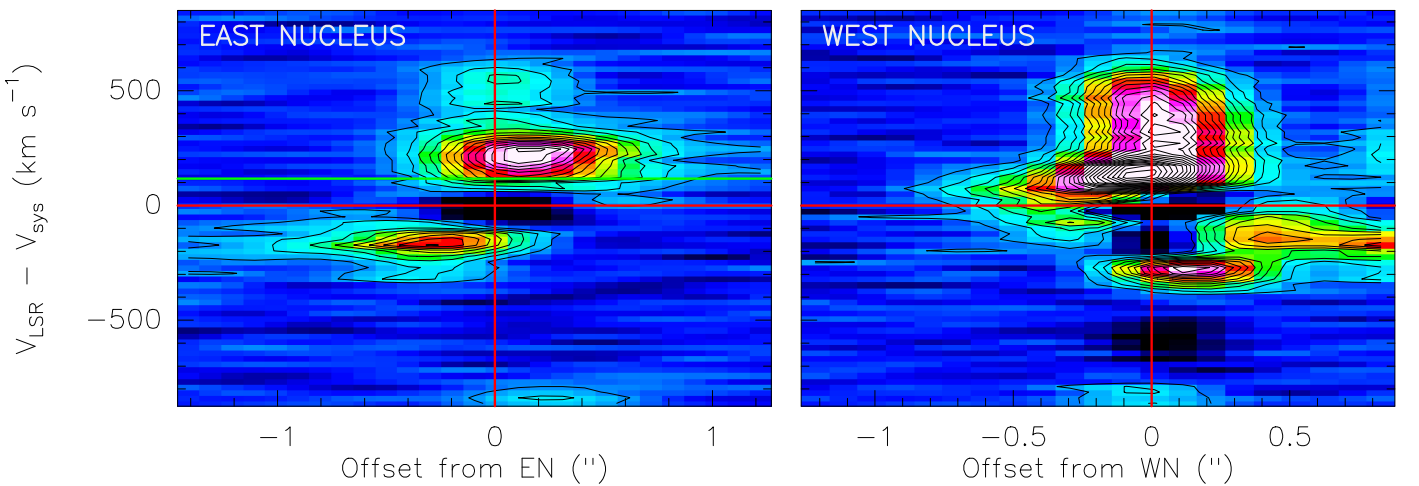 EAST NUCLEUS
WEST NUCLEUS
V_LSR − V_sys (km s^−1)
500
0
−500
−1 0 1
−1 −0.5 0 0.5
Offset from EN (")
Offset from WN (")